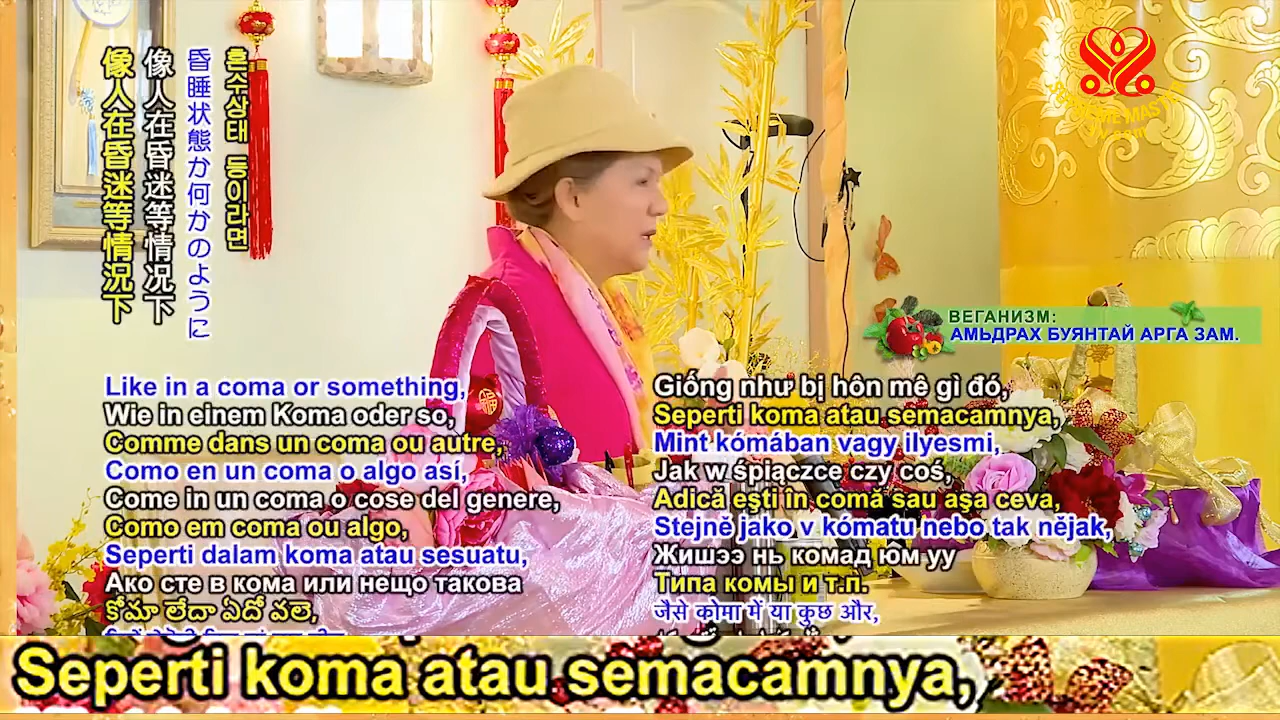 像人在昏迷等情況下
像人在昏迷等情况下
昏睡状態か何かのように
혼수상태 등이라면
SUPREME MASTER
ВЕГАНИЗМ:
АМЬДРАХ БУЯНТАЙ АРГА ЗАМ.
Like in a coma or something,
Wie in einem Koma oder so,
Comme dans un coma ou autre,
Como en un coma o algo así,
Come in un coma o cose del genere,
Como em coma ou algo,
Seperti dalam koma atau sesuatu,
Ако сте в кома или нещо такова
కోమా లేదా ఏదో వలె,
Giống như bị hôn mê gì đó,
Seperti koma atau semacamnya,
Mint kómában vagy ilyesmi,
Jak w śpiączce czy coś,
Adică eşti în comă sau aşa ceva,
Stejně jako v kómatu nebo tak nějak,
Жишээ нь комад юм уу
Типа комы и т.п.
जैसे कोमा में या कुछ और,
Seperti koma atau semacamnya,